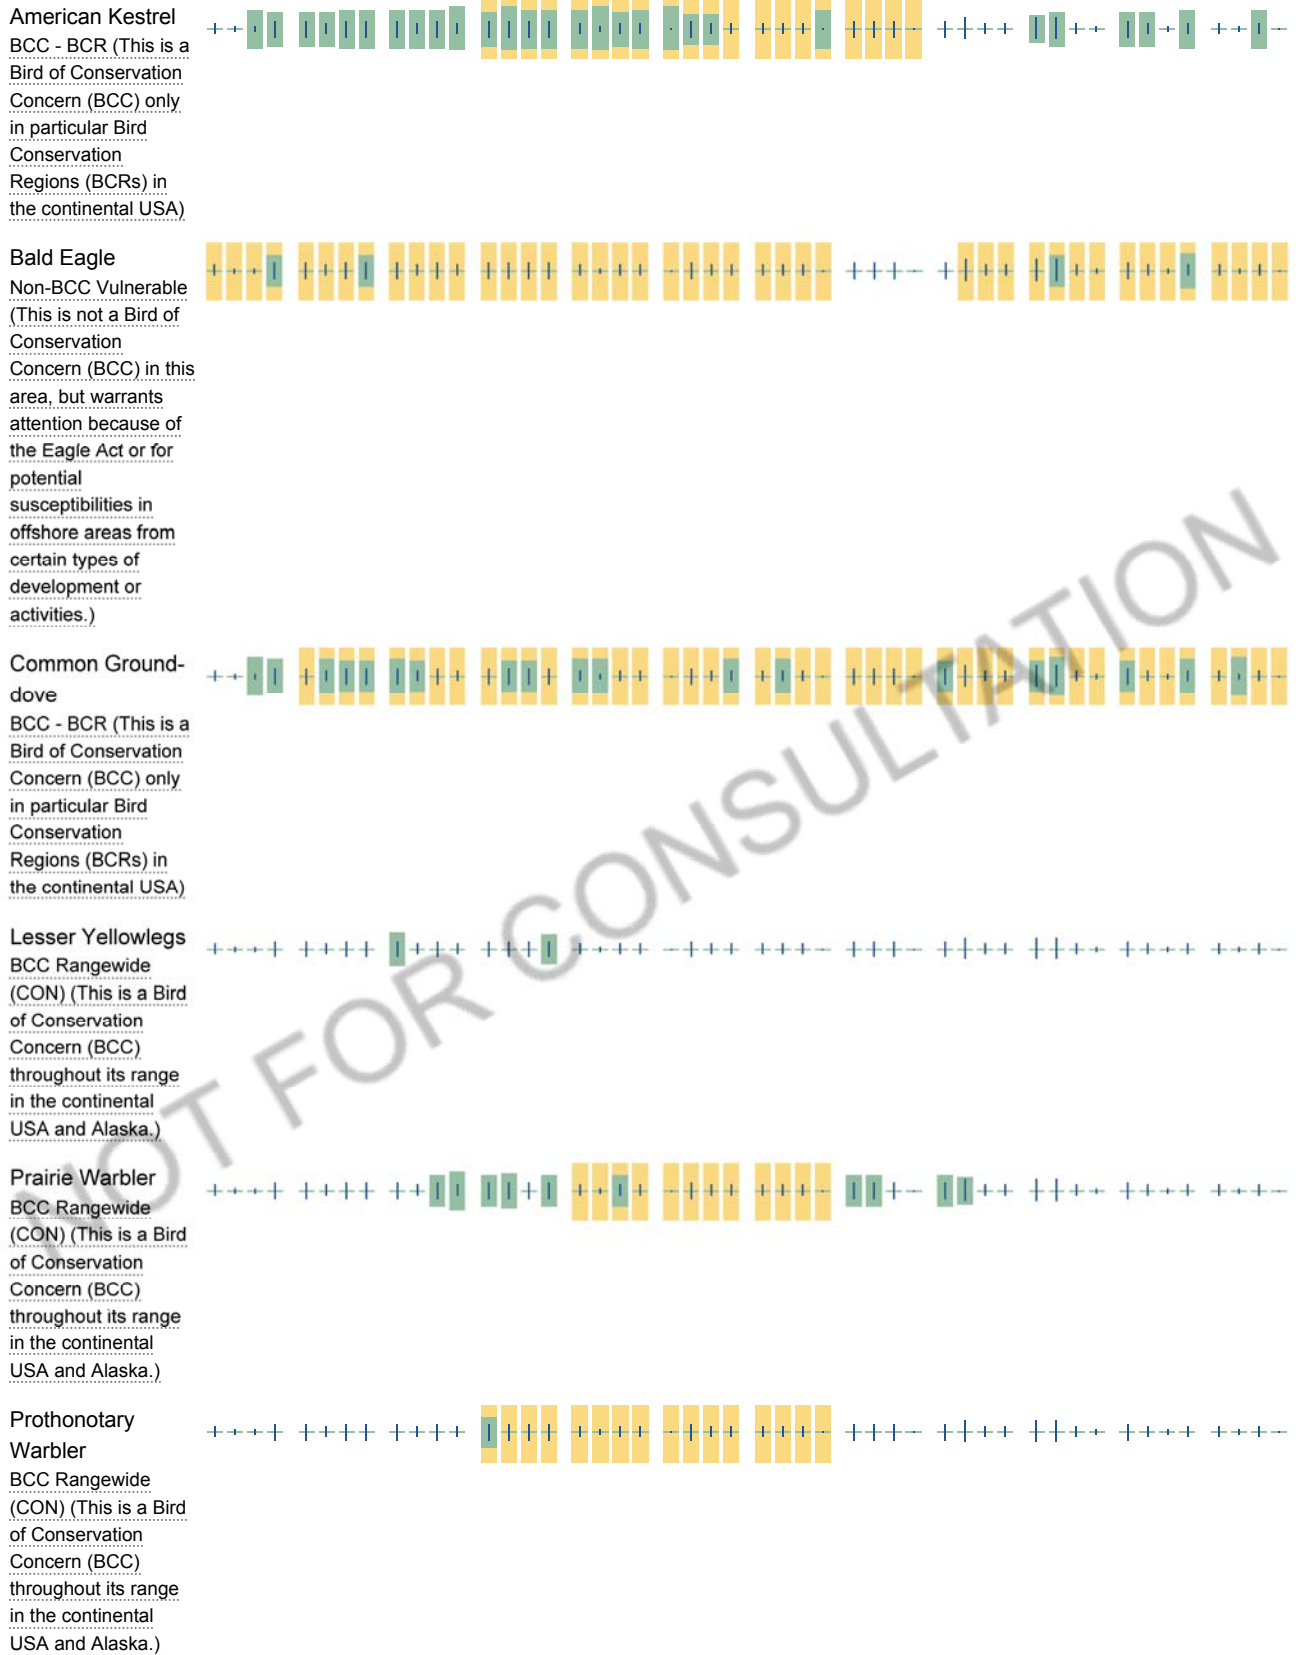 American Kestrel
BCC - BCR (This is a
Bird of Conservation
Concern (BCC) only
in particular Bird
Conservation
Regions (BCRs) in
the continental USA)
Bald Eagle
Non-BCC Vulnerable
(This is not a Bird of
Conservation
Concern (BCC) in this
area, but warrants
attention because of
the Eagle Act or for
potential
susceptibilities in
offshore areas from
certain types of
development or
activities.)
Common Ground-
dove
BCC - BCR (This is a
Bird of Conservation
Concern (BCC) only
in particular Bird
Conservation
Regions (BCRs) in
the continental USA)
Lesser Yellowlegs
BCC Rangewide
(CON) (This is a Bird
of Conservation
Concern (BCC)
throughout its range
in the continental
USA and Alaska.)
Prairie Warbler
BCC Rangewide
(CON) (This is a Bird
of Conservation
Concern (BCC)
throughout its range
in the continental
USA and Alaska.)
Prothonotary
Warbler
BCC Rangewide
(CON) (This is a Bird
of Conservation
Concern (BCC)
throughout its range
in the continental
USA and Alaska.)
NOT FOR CONSULTATION